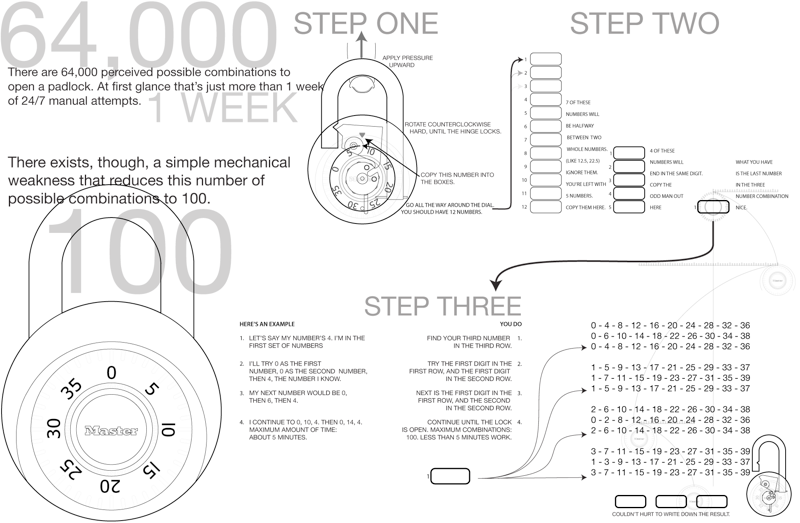 64,000
There are 64,000 perceived possible combinations to
open a padlock. At first glance that's just more than 1 week
of 24/7 manual attempts.
1 WEEK
There exists, though, a simple mechanical
weakness that reduces this number of
possible combinations to 100.
100
0
5
10
15
20
25
30
35
Master
STEP ONE
APPLY PRESSURE
UPWARD
ROTATE COUNTERCLOCKWISE
HARD, UNTIL THE HINGE LOCKS.
COPY THIS NUMBER INTO
THE BOXES.
GO ALL THE WAY AROUND THE DIAL.
YOU SHOULD HAVE 12 NUMBERS.
5
10
15
25
30
35
0
STEP TWO
1
2
3
4
5
6
7
8
9
10
11
12
7 OF THESE
NUMBERS WILL
BE HALFWAY
BETWEEN TWO
WHOLE NUMBERS.
(LIKE 12.5, 22.5)
IGNORE THEM.
YOU'RE LEFT WITH
5 NUMBERS.
COPY THEM HERE.
1
2
5
4 OF THESE
NUMBERS WILL
END IN THE SAME DIGIT.
COPY THE
ODD MAN OUT
HERE
1
WHAT YOU HAVE
IS THE LAST NUMBER
IN THE THREE
NUMBER COMBINATION
NICE.
STEP THREE
HERE'S AN EXAMPLE
1. LET'S SAY MY NUMBER'S 4. I'M IN THE
FIRST SET OF NUMBERS
2. I'LL TRY 0 AS THE FIRST
NUMBER, 0 AS THE SECOND NUMBER,
THEN 4, THE NUMBER I KNOW.
3. MY NEXT NUMBER WOULD BE 0,
THEN 6, THEN 4.
4. I CONTINUE TO 0, 10, 4. THEN 0, 14, 4.
MAXIMUM AMOUNT OF TIME:
ABOUT 5 MINUTES.
YOU DO
FIND YOUR THIRD NUMBER 1.
IN THE THIRD ROW.
TRY THE FIRST DIGIT IN THE 2.
FIRST ROW, AND THE FIRST DIGIT
IN THE SECOND ROW.
NEXT IS THE FIRST DIGIT IN THE 3.
FIRST ROW, AND THE SECOND
IN THE SECOND ROW.
CONTINUE UNTIL THE LOCK 4.
IS OPEN. MAXIMUM COMBINATIONS:
100. LESS THAN 5 MINUTES WORK.
1
0 - 4 - 8 - 12 - 16 - 20 - 24 - 28 - 32 - 36
0 - 6 - 10 - 14 - 18 - 22 - 26 - 30 - 34 - 38
0 - 4 - 8 - 12 - 16 - 20 - 24 - 28 - 32 - 36
1 - 5 - 9 - 13 - 17 - 21 - 25 - 29 - 33 - 37
1 - 7 - 11 - 15 - 19 - 23 - 27 - 31 - 35 - 39
1 - 5 - 9 - 13 - 17 - 21 - 25 - 29 - 33 - 37
2 - 6 - 10 - 14 - 18 - 22 - 26 - 30 - 34 - 38
0 - 2 - 8 - 12 - 16 - 20 - 24 - 28 - 32 - 36
2 - 6 - 10 - 14 - 18 - 22 - 26 - 30 - 34 - 38
3 - 7 - 11 - 15 - 19 - 23 - 27 - 31 - 35 - 39
1 - 3 - 9 - 13 - 17 - 21 - 25 - 29 - 33 - 37
3 - 7 - 11 - 15 - 19 - 23 - 27 - 31 - 35 - 39
COULDN'T HURT TO WRITE DOWN THE RESULT.